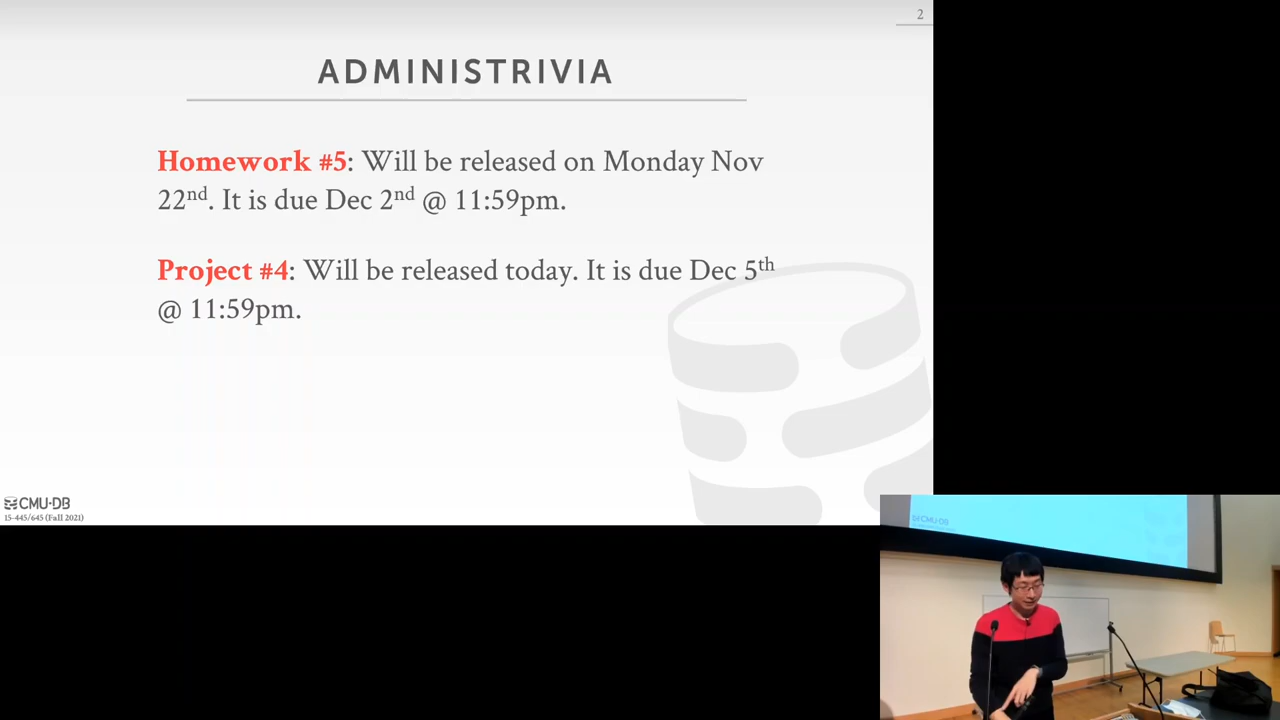 2
ADMINISTRIVIA
Homework #5: Will be released on Monday Nov
22nd. It is due Dec 2nd @ 11:59pm.
Project #4: Will be released today. It is due Dec 5th
@ 11:59pm.
CMU·DB
15-445/645 (Fall 2021)
CMU·DB